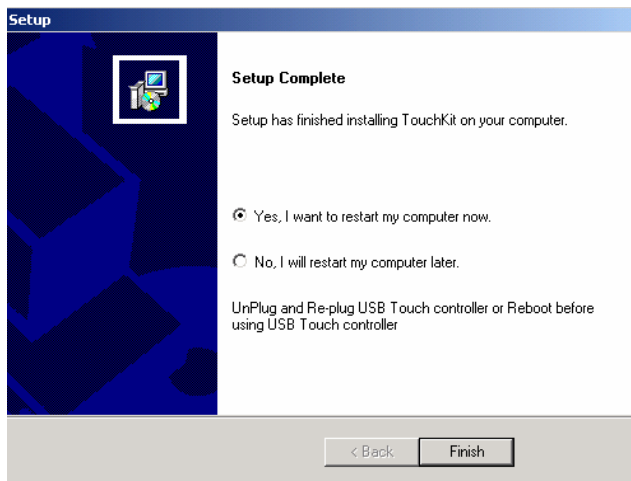 Setup
Setup Complete
Setup has finished installing TouchKit on your computer.
Yes, I want to restart my computer now.
No, I will restart my computer later.
UnPlug and Re-plug USB Touch controller or Reboot before
using USB Touch controller
< Back
Finish